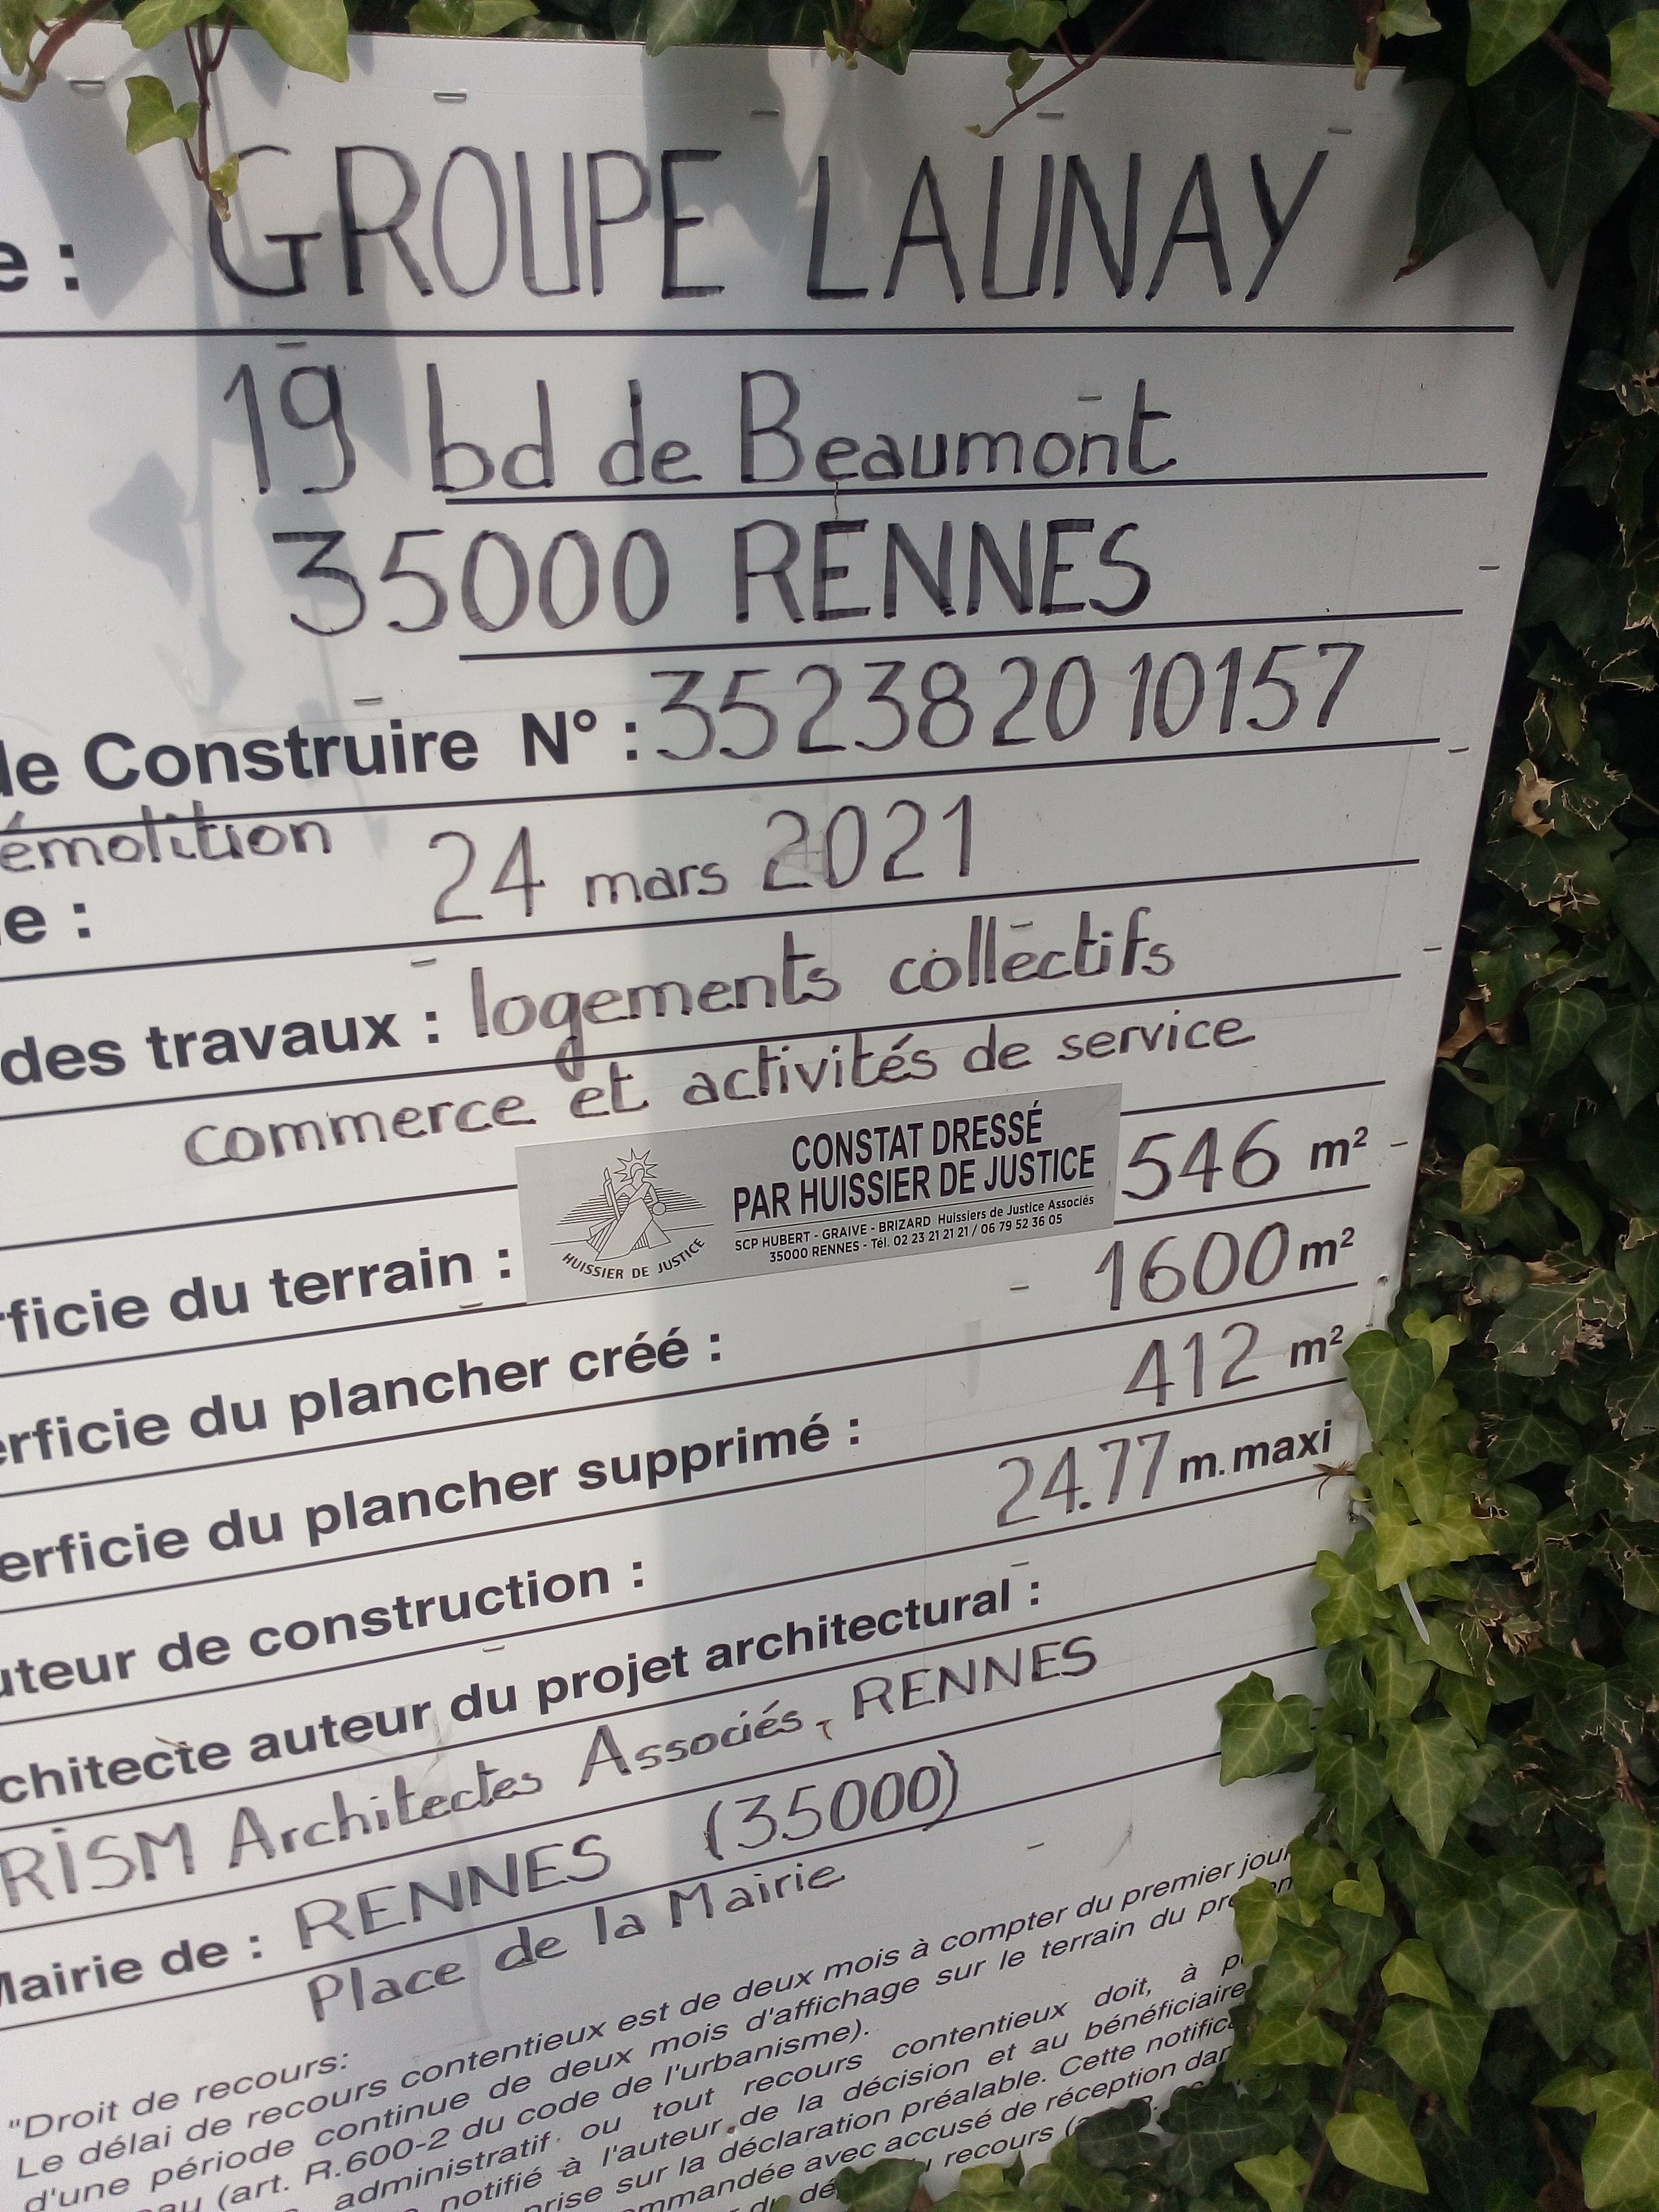 e : GROUPE LAUNAY
19 bd de Beaumont
35000 RENNES
de Construire N° : 35238 20 10157
émolition
e : 24 mars 2021
des travaux : logements collectifs
commerce et activités de service
CONSTAT DRESSÉ
PAR HUISSIER DE JUSTICE
SCP HUBERT - GRAIVE - BRIZARD Huissiers de Justice Associés
35000 RENNES - Tél. 02 23 21 21 21 / 06 79 52 36 05
HUISSIER DE JUSTICE
rficie du terrain : 546 m²
erficie du plancher créé : 1600 m²
erficie du plancher supprimé : 412 m²
uteur de construction : 24.77 m. maxi
chitecte auteur du projet architectural :
RISM Architectes Associés, RENNES
Mairie de : RENNES (35000)
Place de la Mairie
"Droit de recours:
Le délai de recours contentieux est de deux mois à compter du premier jour
d'une période continue de deux mois d'affichage sur le terrain du
(art. R.600-2 du code de l'urbanisme).
administratif ou tout recours contentieux doit, à
notifié à l'auteur de la décision et au bénéficiaire
prise sur la déclaration préalable. Cette
mmandée avec accusé de réception
recours